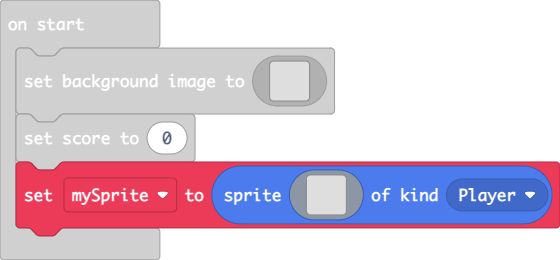 on start
set background image to
set score to 0
set mySprite to sprite of kind Player